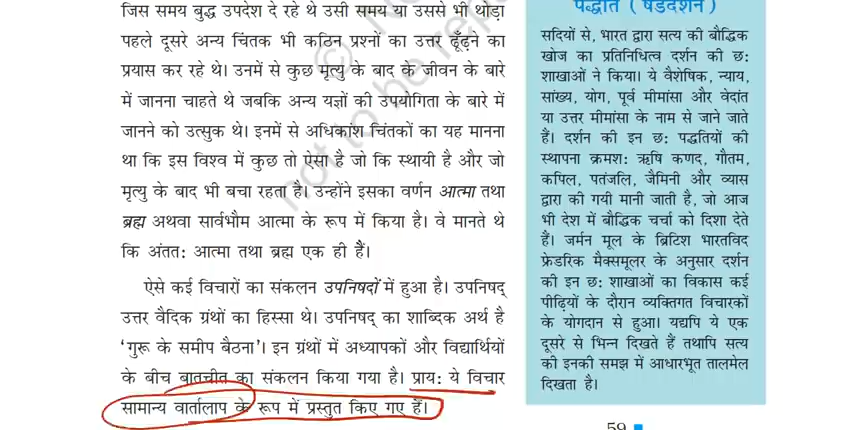 जिस समय बुद्ध उपदेश दे रहे थे उसी समय या उससे भी थोड़ा
पहले दूसरे अन्य चिंतक भी कठिन प्रश्नों का उत्तर ढूँढ़ने का
प्रयास कर रहे थे। उनमें से कुछ मृत्यु के बाद के जीवन के बारे
में जानना चाहते थे जबकि अन्य यज्ञों की उपयोगिता के बारे में
जानने को उत्सुक थे। इनमें से अधिकांश चिंतकों का यह मानना
था कि इस विश्व में कुछ तो ऐसा है जो कि स्थायी है और जो
मृत्यु के बाद भी बचा रहता है। उन्होंने इसका वर्णन आत्मा तथा
ब्रह्म अथवा सार्वभौम आत्मा के रूप में किया है। वे मानते थे
कि अंतत: आत्मा तथा ब्रह्म एक ही हैं।
ऐसे कई विचारों का संकलन उपनिषदों में हुआ है। उपनिषद्
उत्तर वैदिक ग्रंथों का हिस्सा थे। उपनिषद् का शाब्दिक अर्थ है
‘गुरू के समीप बैठना’। इन ग्रंथों में अध्यापकों और विद्यार्थियों
के बीच बातचीत का संकलन किया गया है। प्राय: ये विचार
सामान्य वार्तालाप के रूप में प्रस्तुत किए गए हैं।
पद्धति (षडदर्शन)
सदियों से, भारत द्वारा सत्य की बौद्धिक
खोज का प्रतिनिधित्व दर्शन की छ:
शाखाओं ने किया। ये वैशेषिक, न्याय,
सांख्य, योग, पूर्व मीमांसा और वेदांत
या उत्तर मीमांसा के नाम से जाने जाते
हैं। दर्शन की इन छ: पद्धतियों की
स्थापना क्रमश: ऋषि कणद, गौतम,
कपिल, पतंजलि, जैमिनी और व्यास
द्वारा की गयी मानी जाती है, जो आज
भी देश में बौद्धिक चर्चा को दिशा देते
हैं। जर्मन मूल के ब्रिटिश भारतविद
फ्रेडरिक मैक्समूलर के अनुसार दर्शन
की इन छ: शाखाओं का विकास कई
पीढ़ियों के दौरान व्यक्तिगत विचारकों
के योगदान से हुआ। यद्यपि ये एक
दूसरे से भिन्न दिखते हैं तथापि सत्य
की इनकी समझ में आधारभूत तालमेल
दिखता है।
59
not to be